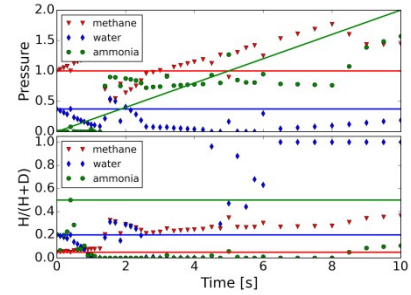 2.0
1.5
1.0
0.5
0.0
Pressure
methane
water
ammonia
1.0
0.8
0.6
0.4
0.2
0.0
H/(H+D)
methane
water
ammonia
0 2 4 6 8 10
Time [s]